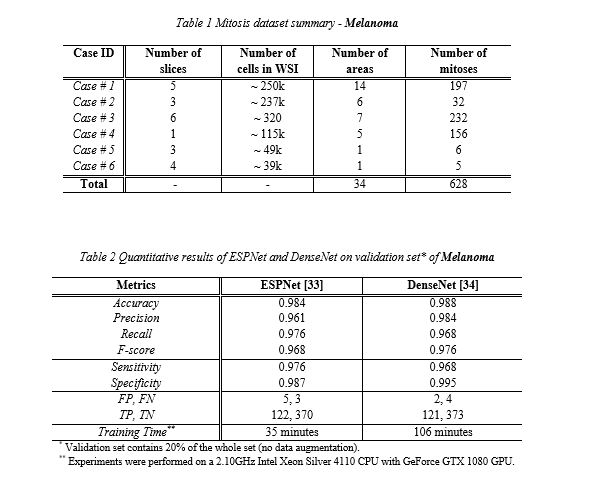 Table 1 Mitosis dataset summary - Melanoma
Case ID Number of slices Number of cells in WSI Number of areas Number of mitoses
Case # 1 5 ~ 250k 14 197
Case # 2 3 ~ 237k 6 32
Case # 3 6 ~ 320 7 232
Case # 4 1 ~ 115k 5 156
Case # 5 3 ~ 49k 1 6
Case # 6 4 ~ 39k 1 5
Total - - 34 628
Table 2 Quantitative results of ESPNet and DenseNet on validation set* of Melanoma
Metrics ESPNet [33] DenseNet [34]
Accuracy 0.984 0.988
Precision 0.961 0.984
Recall 0.976 0.968
F-score 0.968 0.976
Sensitivity 0.976 0.968
Specificity 0.987 0.995
FP, FN 5, 3 2, 4
TP, TN 122, 370 121, 373
Training Time** 35 minutes 106 minutes
* Validation set contains 20% of the whole set (no data augmentation).
** Experiments were performed on a 2.10GHz Intel Xeon Silver 4110 CPU with GeForce GTX 1080 GPU.